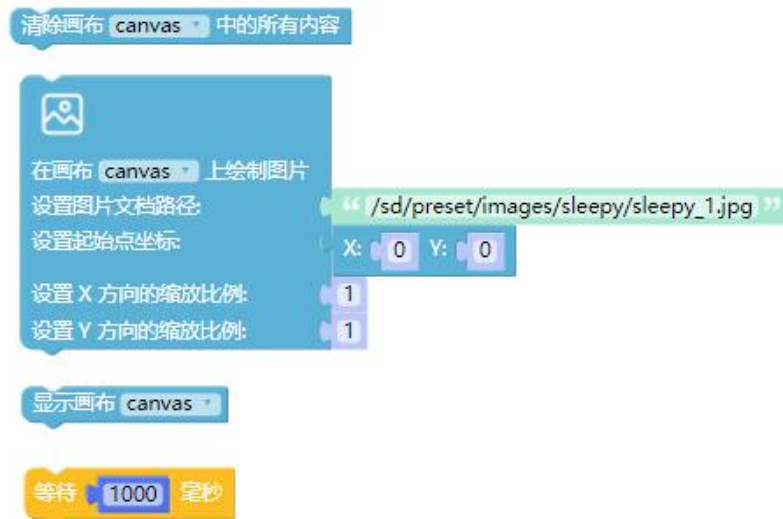 清除画布 canvas 中的所有内容
在画布 canvas 上绘制图片
设置图片文档路径: “ /sd/preset/images/sleepy/sleepy_1.jpg ”
设置起始点坐标: X: 0 Y: 0
设置 X 方向的缩放比例: 1
设置 Y 方向的缩放比例: 1
显示画布 canvas
等待 1000 毫秒